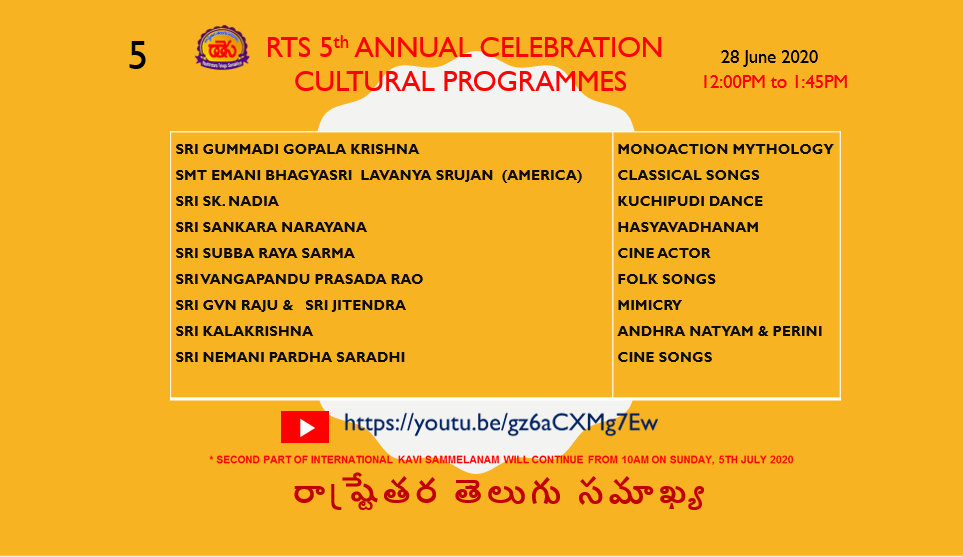 5
RTS 5th ANNUAL CELEBRATION
CULTURAL PROGRAMMES
28 June 2020
12:00PM to 1:45PM
SRI GUMMADI GOPALA KRISHNA MONOACTION MYTHOLOGY
SMT EMANI BHAGYASRI LAVANYA SRUJAN (AMERICA) CLASSICAL SONGS
SRI SK. NADIA KUCHIPUDI DANCE
SRI SANKARA NARAYANA HASYAVADHANAM
SRI SUBBA RAYA SARMA CINE ACTOR
SRI VANGAPANDU PRASADA RAO FOLK SONGS
SRI GVN RAJU & SRI JITENDRA MIMICRY
SRI KALAKRISHNA ANDHRA NATYAM & PERINI
SRI NEMANI PARDHA SARADHI CINE SONGS
https://youtu.be/gz6aCXMg7Ew
* SECOND PART OF INTERNATIONAL KAVI SAMMELANAM WILL CONTINUE FROM 10AM ON SUNDAY, 5TH JULY 2020
రాష్ట్రేతర తెలుగు సమాఖ్య